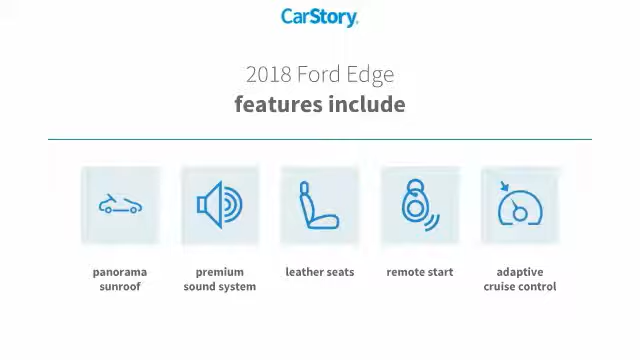 CarStory.
2018 Ford Edge
features include
panorama
sunroof
premium
sound system
leather seats
remote start
adaptive
cruise control